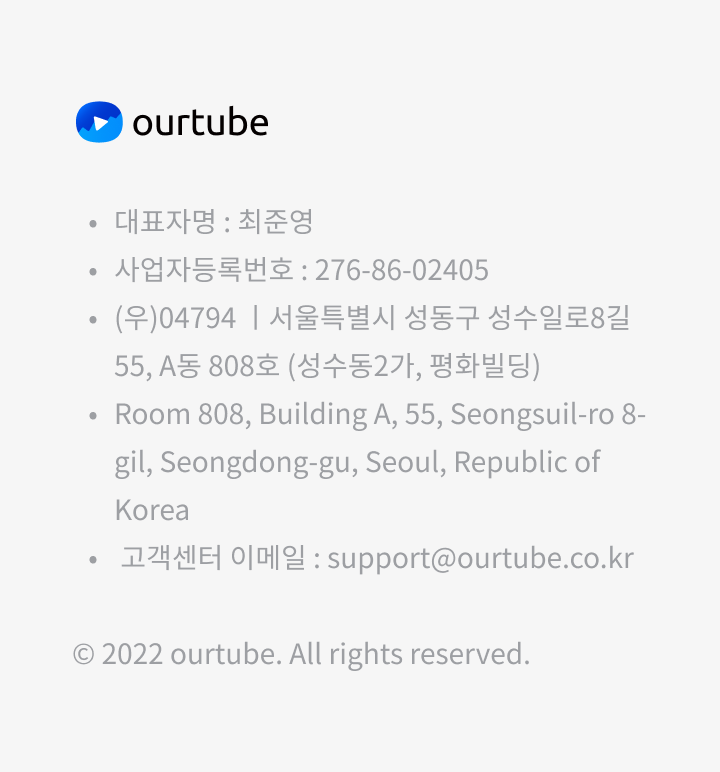 ourtube
• 대표자명 : 최준영
• 사업자등록번호 : 276-86-02405
• (우)04794 ㅣ서울특별시 성동구 성수일로8길
55, A동 808호 (성수동2가, 평화빌딩)
• Room 808, Building A, 55, Seongsuil-ro 8-
gil, Seongdong-gu, Seoul, Republic of
Korea
• 고객센터 이메일 : support@ourtube.co.kr
© 2022 ourtube. All rights reserved.